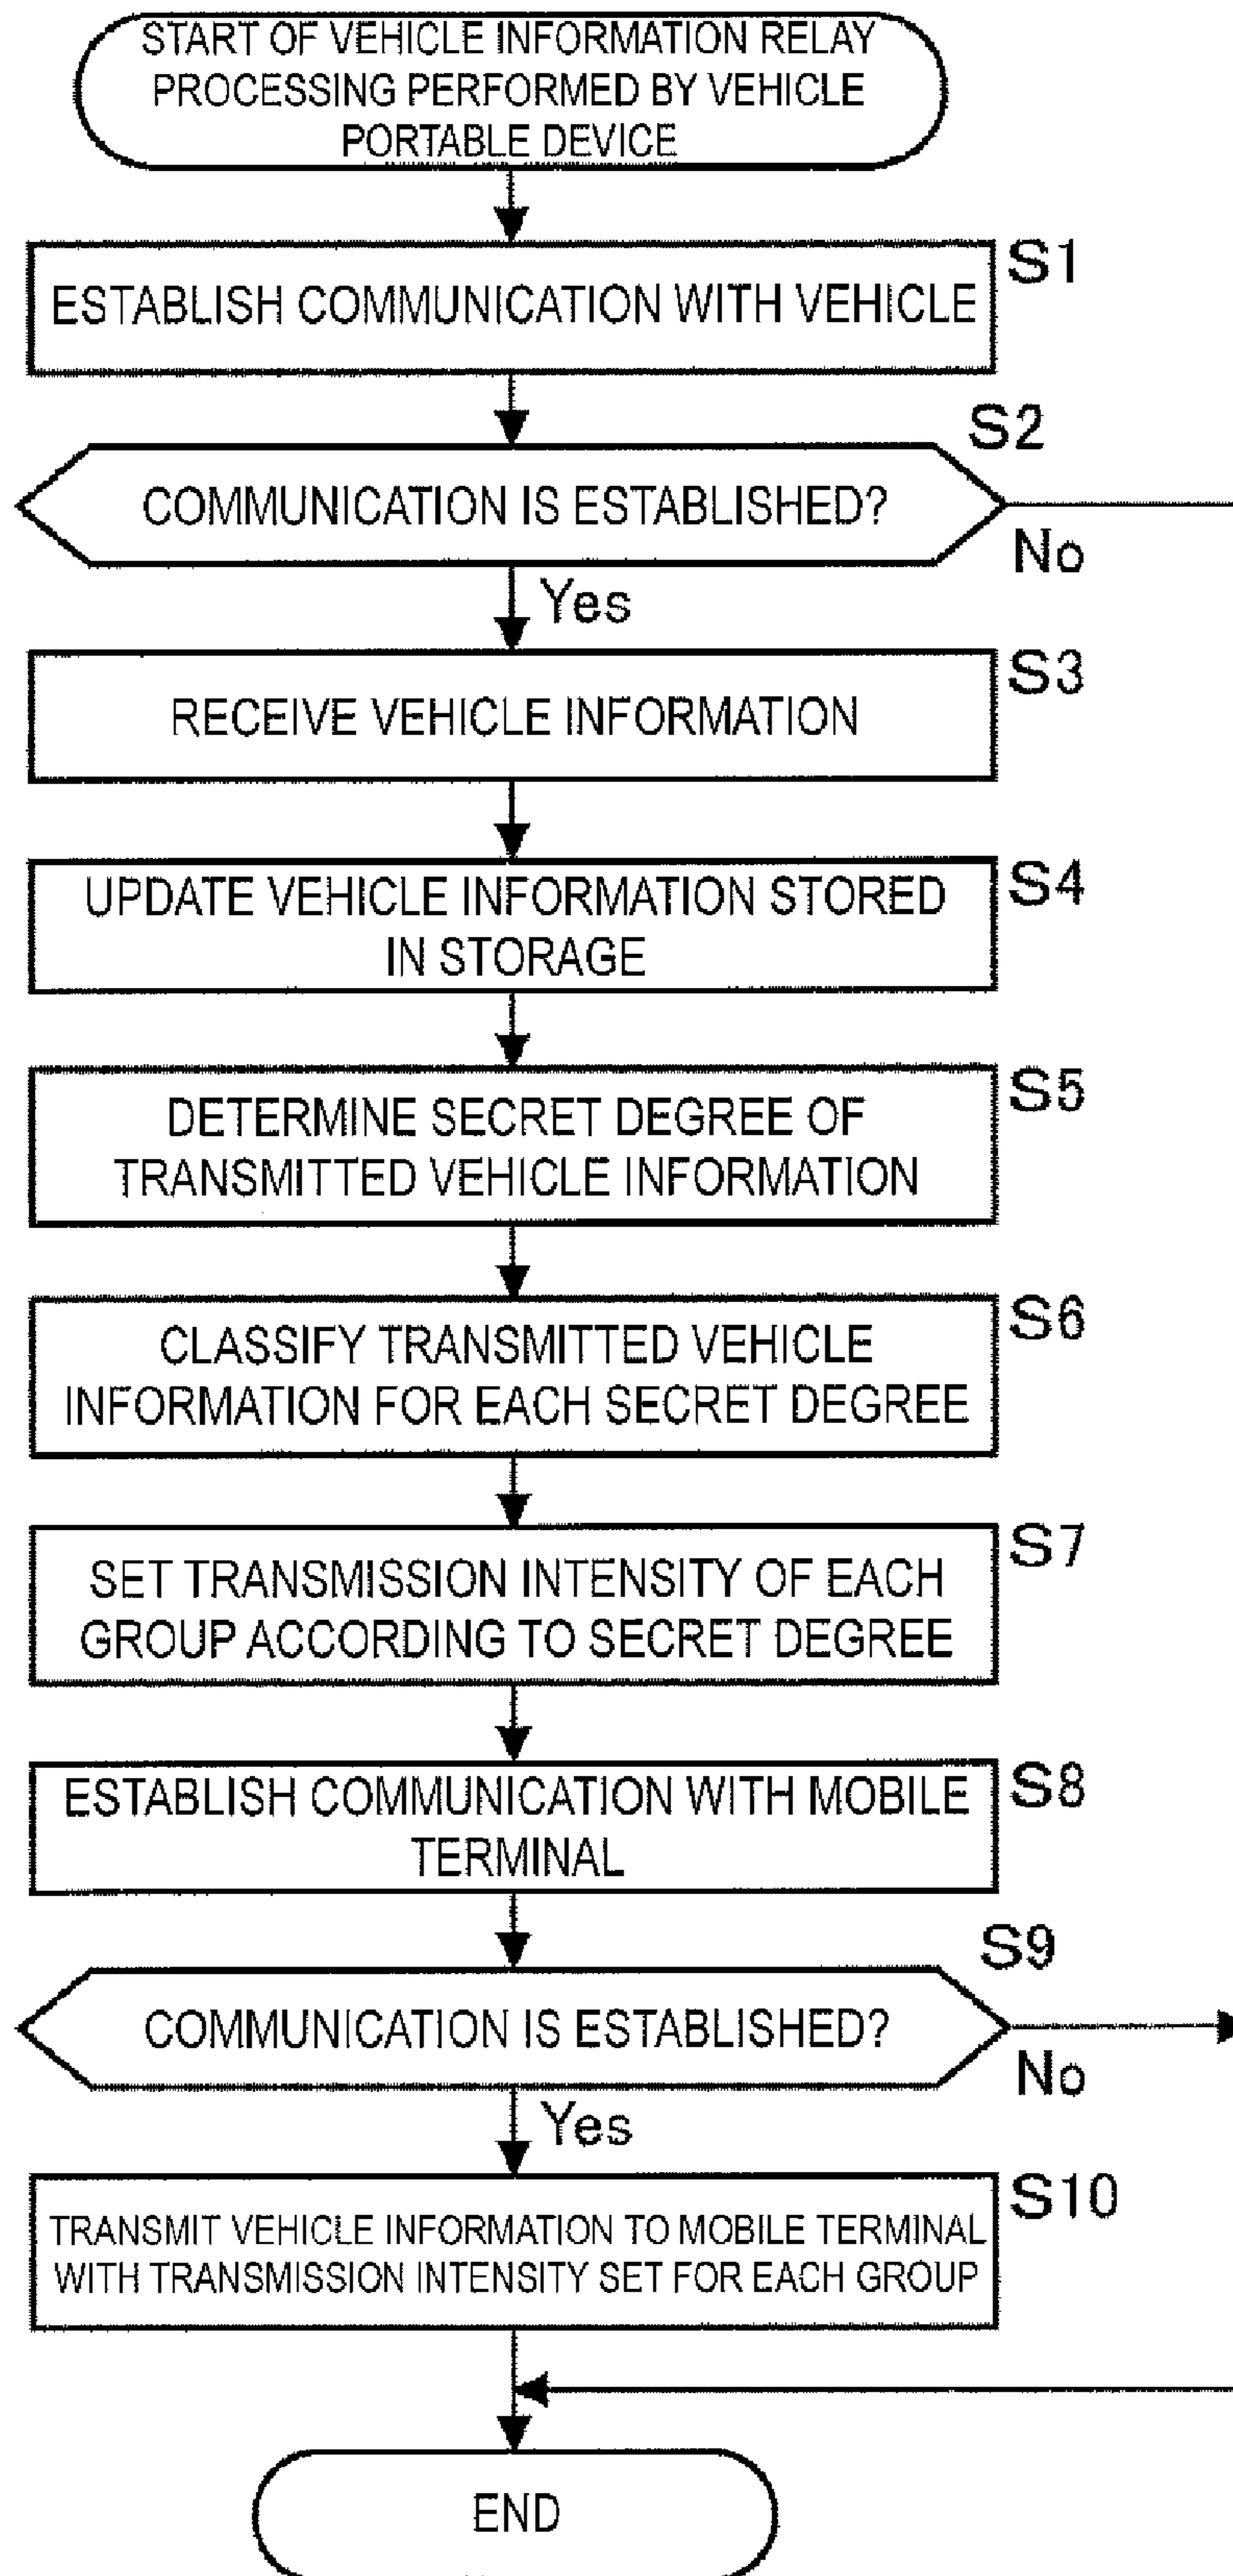 START OF VEHICLE INFORMATION RELAY
PROCESSING PERFORMED BY VEHICLE
PORTABLE DEVICE
S1
ESTABLISH COMMUNICATION WITH VEHICLE
S2
COMMUNICATION IS ESTABLISHED?
No
Yes
S3
RECEIVE VEHICLE INFORMATION
S4
UPDATE VEHICLE INFORMATION STORED
IN STORAGE
S5
DETERMINE SECRET DEGREE OF
TRANSMITTED VEHICLE INFORMATION
S6
CLASSIFY TRANSMITTED VEHICLE
INFORMATION FOR EACH SECRET DEGREE
S7
SET TRANSMISSION INTENSITY OF EACH
GROUP ACCORDING TO SECRET DEGREE
S8
ESTABLISH COMMUNICATION WITH MOBILE
TERMINAL
S9
COMMUNICATION IS ESTABLISHED?
No
Yes
S10
TRANSMIT VEHICLE INFORMATION TO MOBILE TERMINAL
WITH TRANSMISSION INTENSITY SET FOR EACH GROUP
END